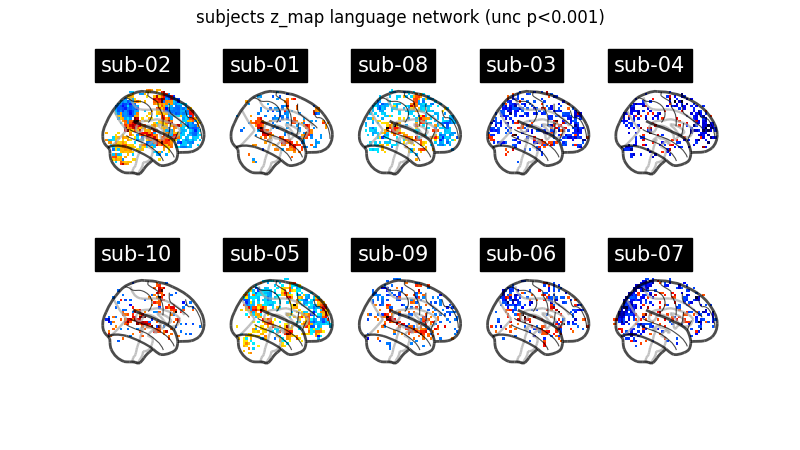 subjects z_map language network (unc p<0.001)
sub-02
sub-01
sub-08
sub-03
sub-04
sub-10
sub-05
sub-09
sub-06
sub-07